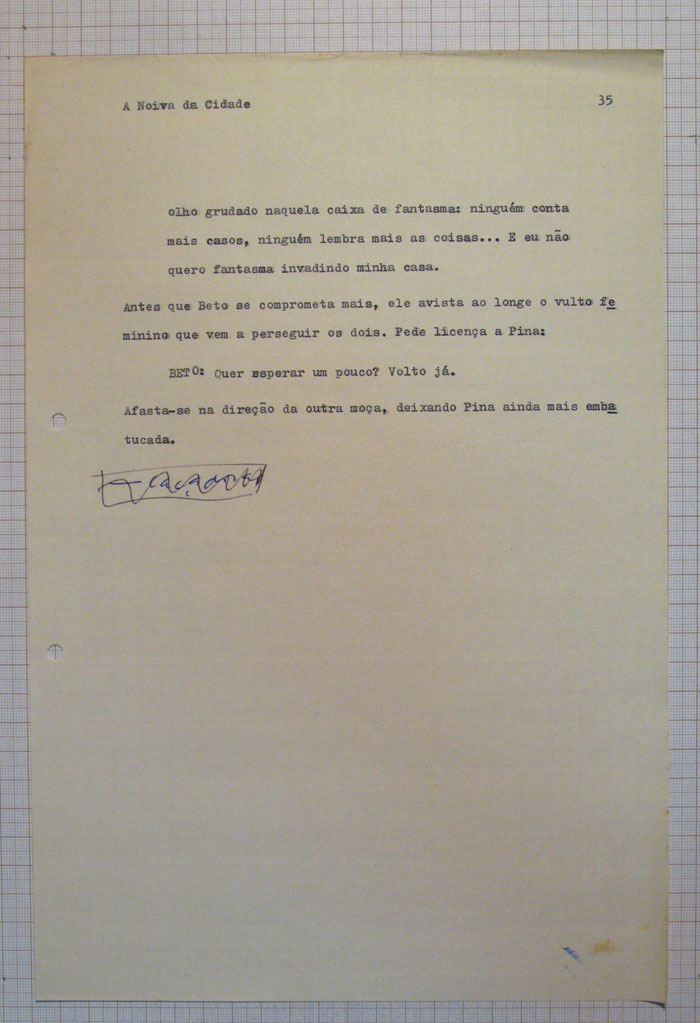 A Noiva da Cidade 35
olho grudado naquela caixa de fantasma: ninguém conta
mais casos, ninguém lembra mais as coisas... E eu não
quero fantasma invadindo minha casa.
Antes que Beto se comprometa mais, ele avista ao longe o vulto fe
minino que vem a perseguir os dois. Pede licença a Pina:
BETO: Quer esperar um pouco? Volto já.
Afasta-se na direção da outra moça, deixando Pina ainda mais emba
tucada.